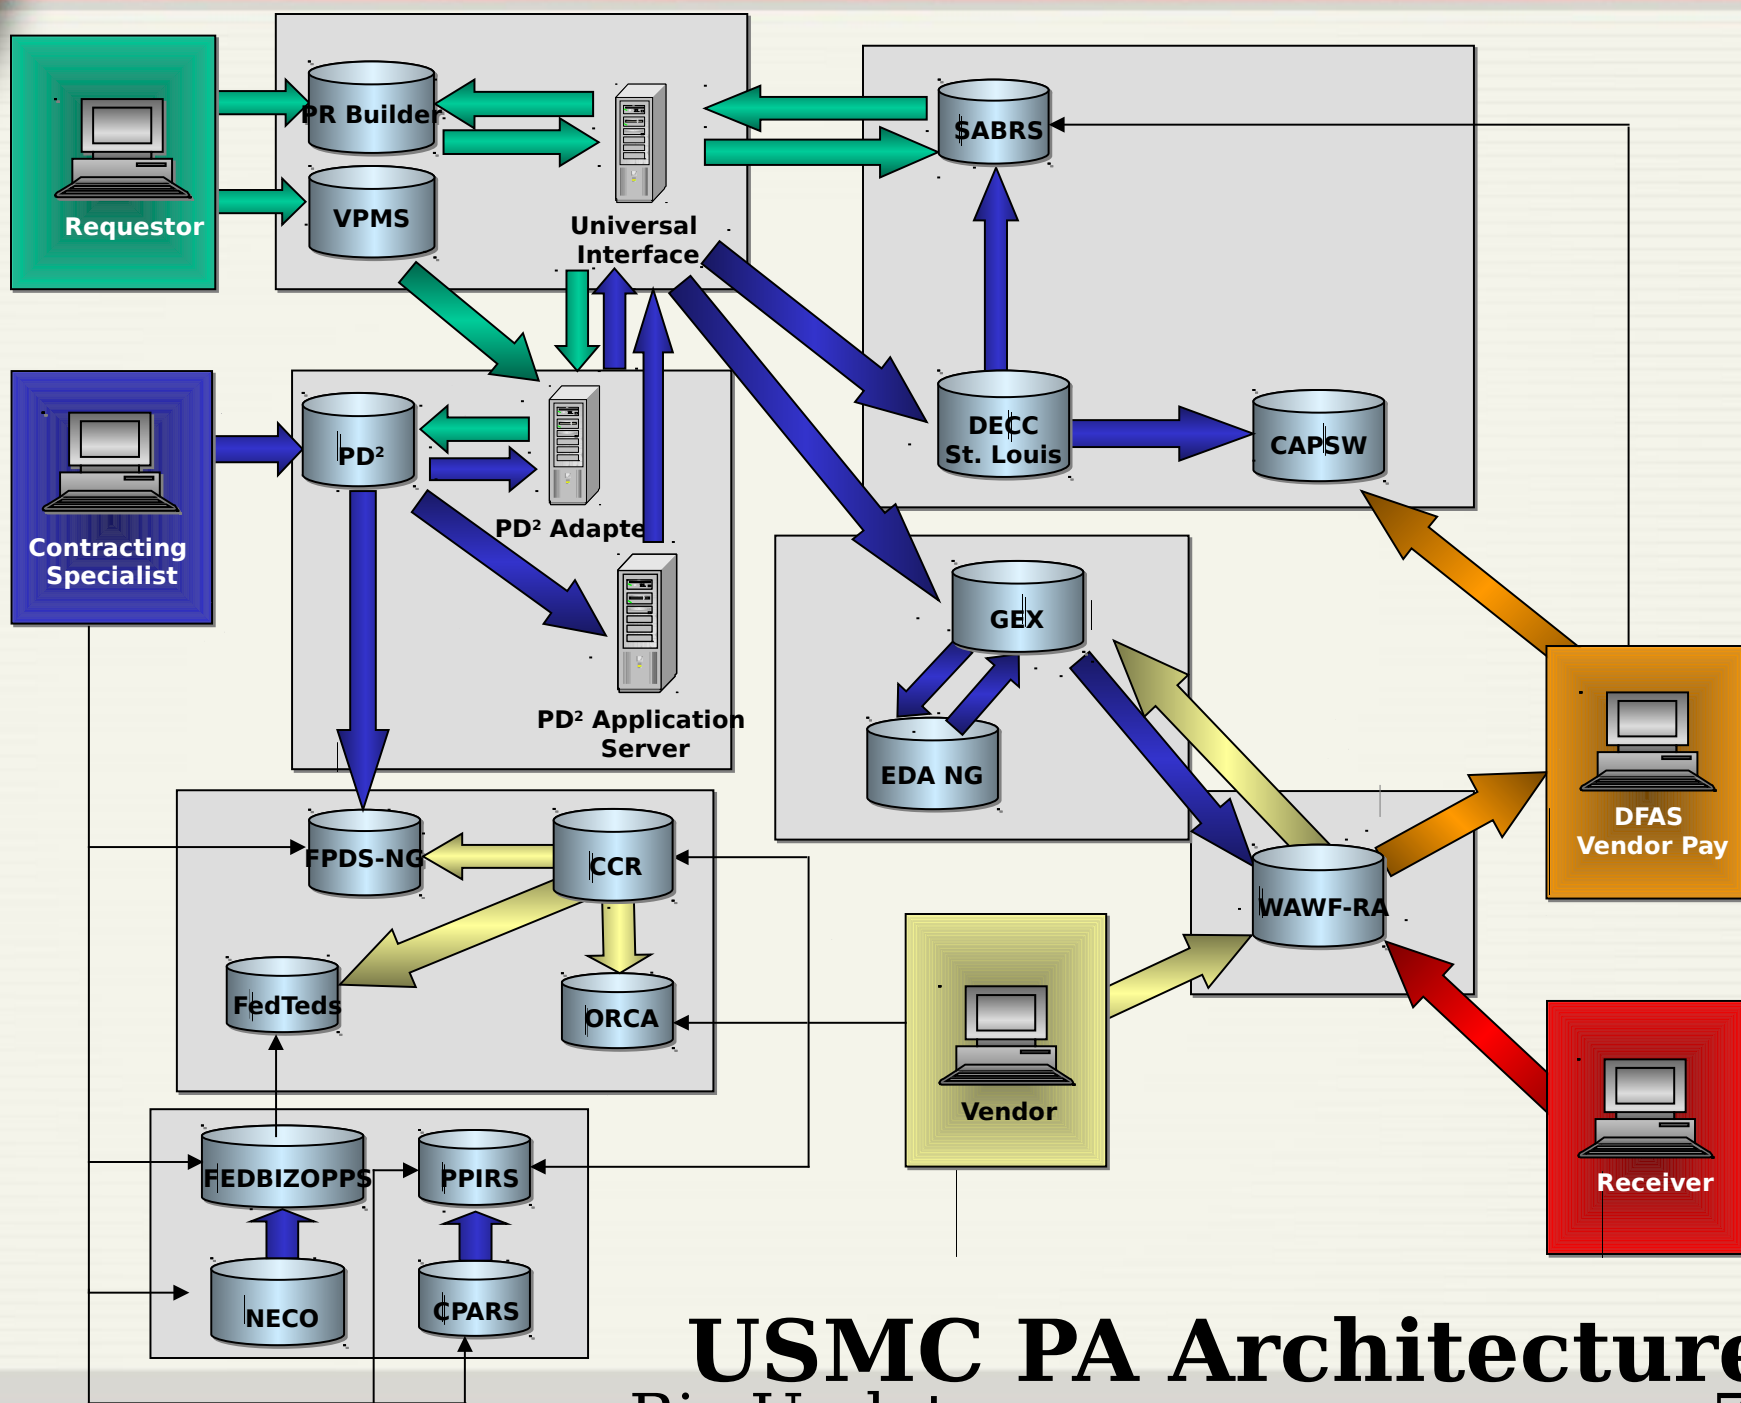 PR Builder
SABRS
VPMS
Requestor
Universal
Interface
DECC
St. Louis
CAPSW
PD²
PD² Adapte
Contracting
Specialist
GEX
PD² Application
Server
EDA NG
DFAS
Vendor Pay
FPDS-NG
CCR
WAWF-RA
FedTeds
ORCA
Vendor
FEDBIZOPPS
PPIRS
Receiver
NECO
CPARS
USMC PA Architecture